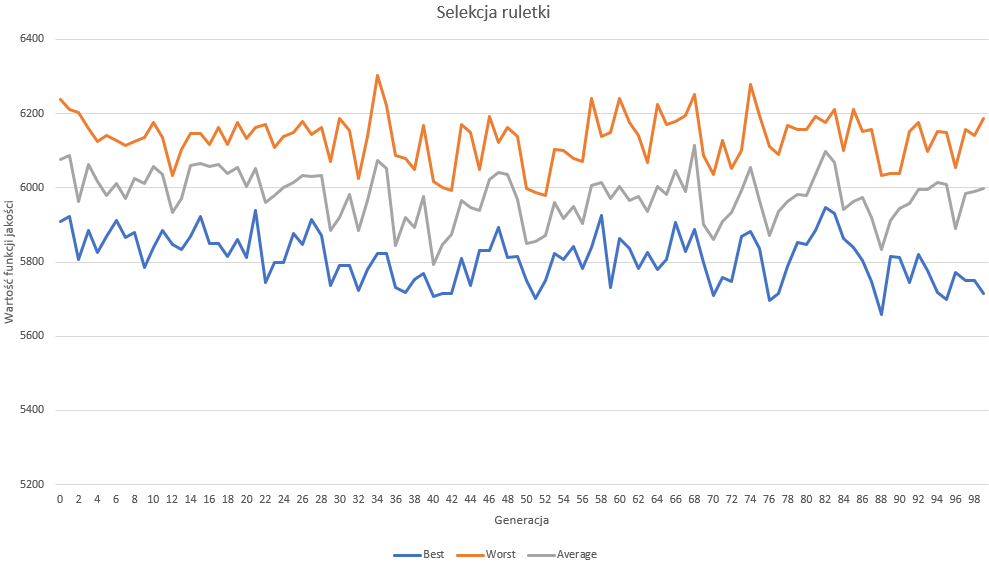 Selekcja ruletki
6400
6200
6000
5800
5600
5400
5200
Wartość funkcji jakości
0 2 4 6 8 10 12 14 16 18 20 22 24 26 28 30 32 34 36 38 40 42 44 46 48 50 52 54 56 58 60 62 64 66 68 70 72 74 76 78 80 82 84 86 88 90 92 94 96 98
Generacja
Best Worst Average